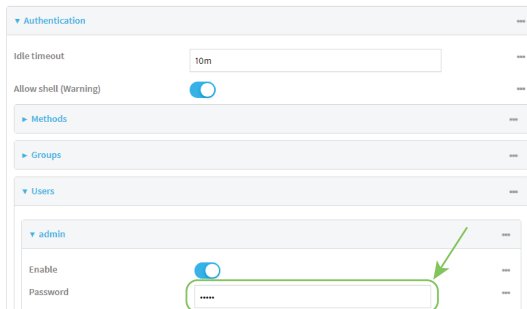 Authentication
Idle timeout
10m
Allow shell (Warning)
Methods
Groups
Users
admin
Enable
Password
•••••